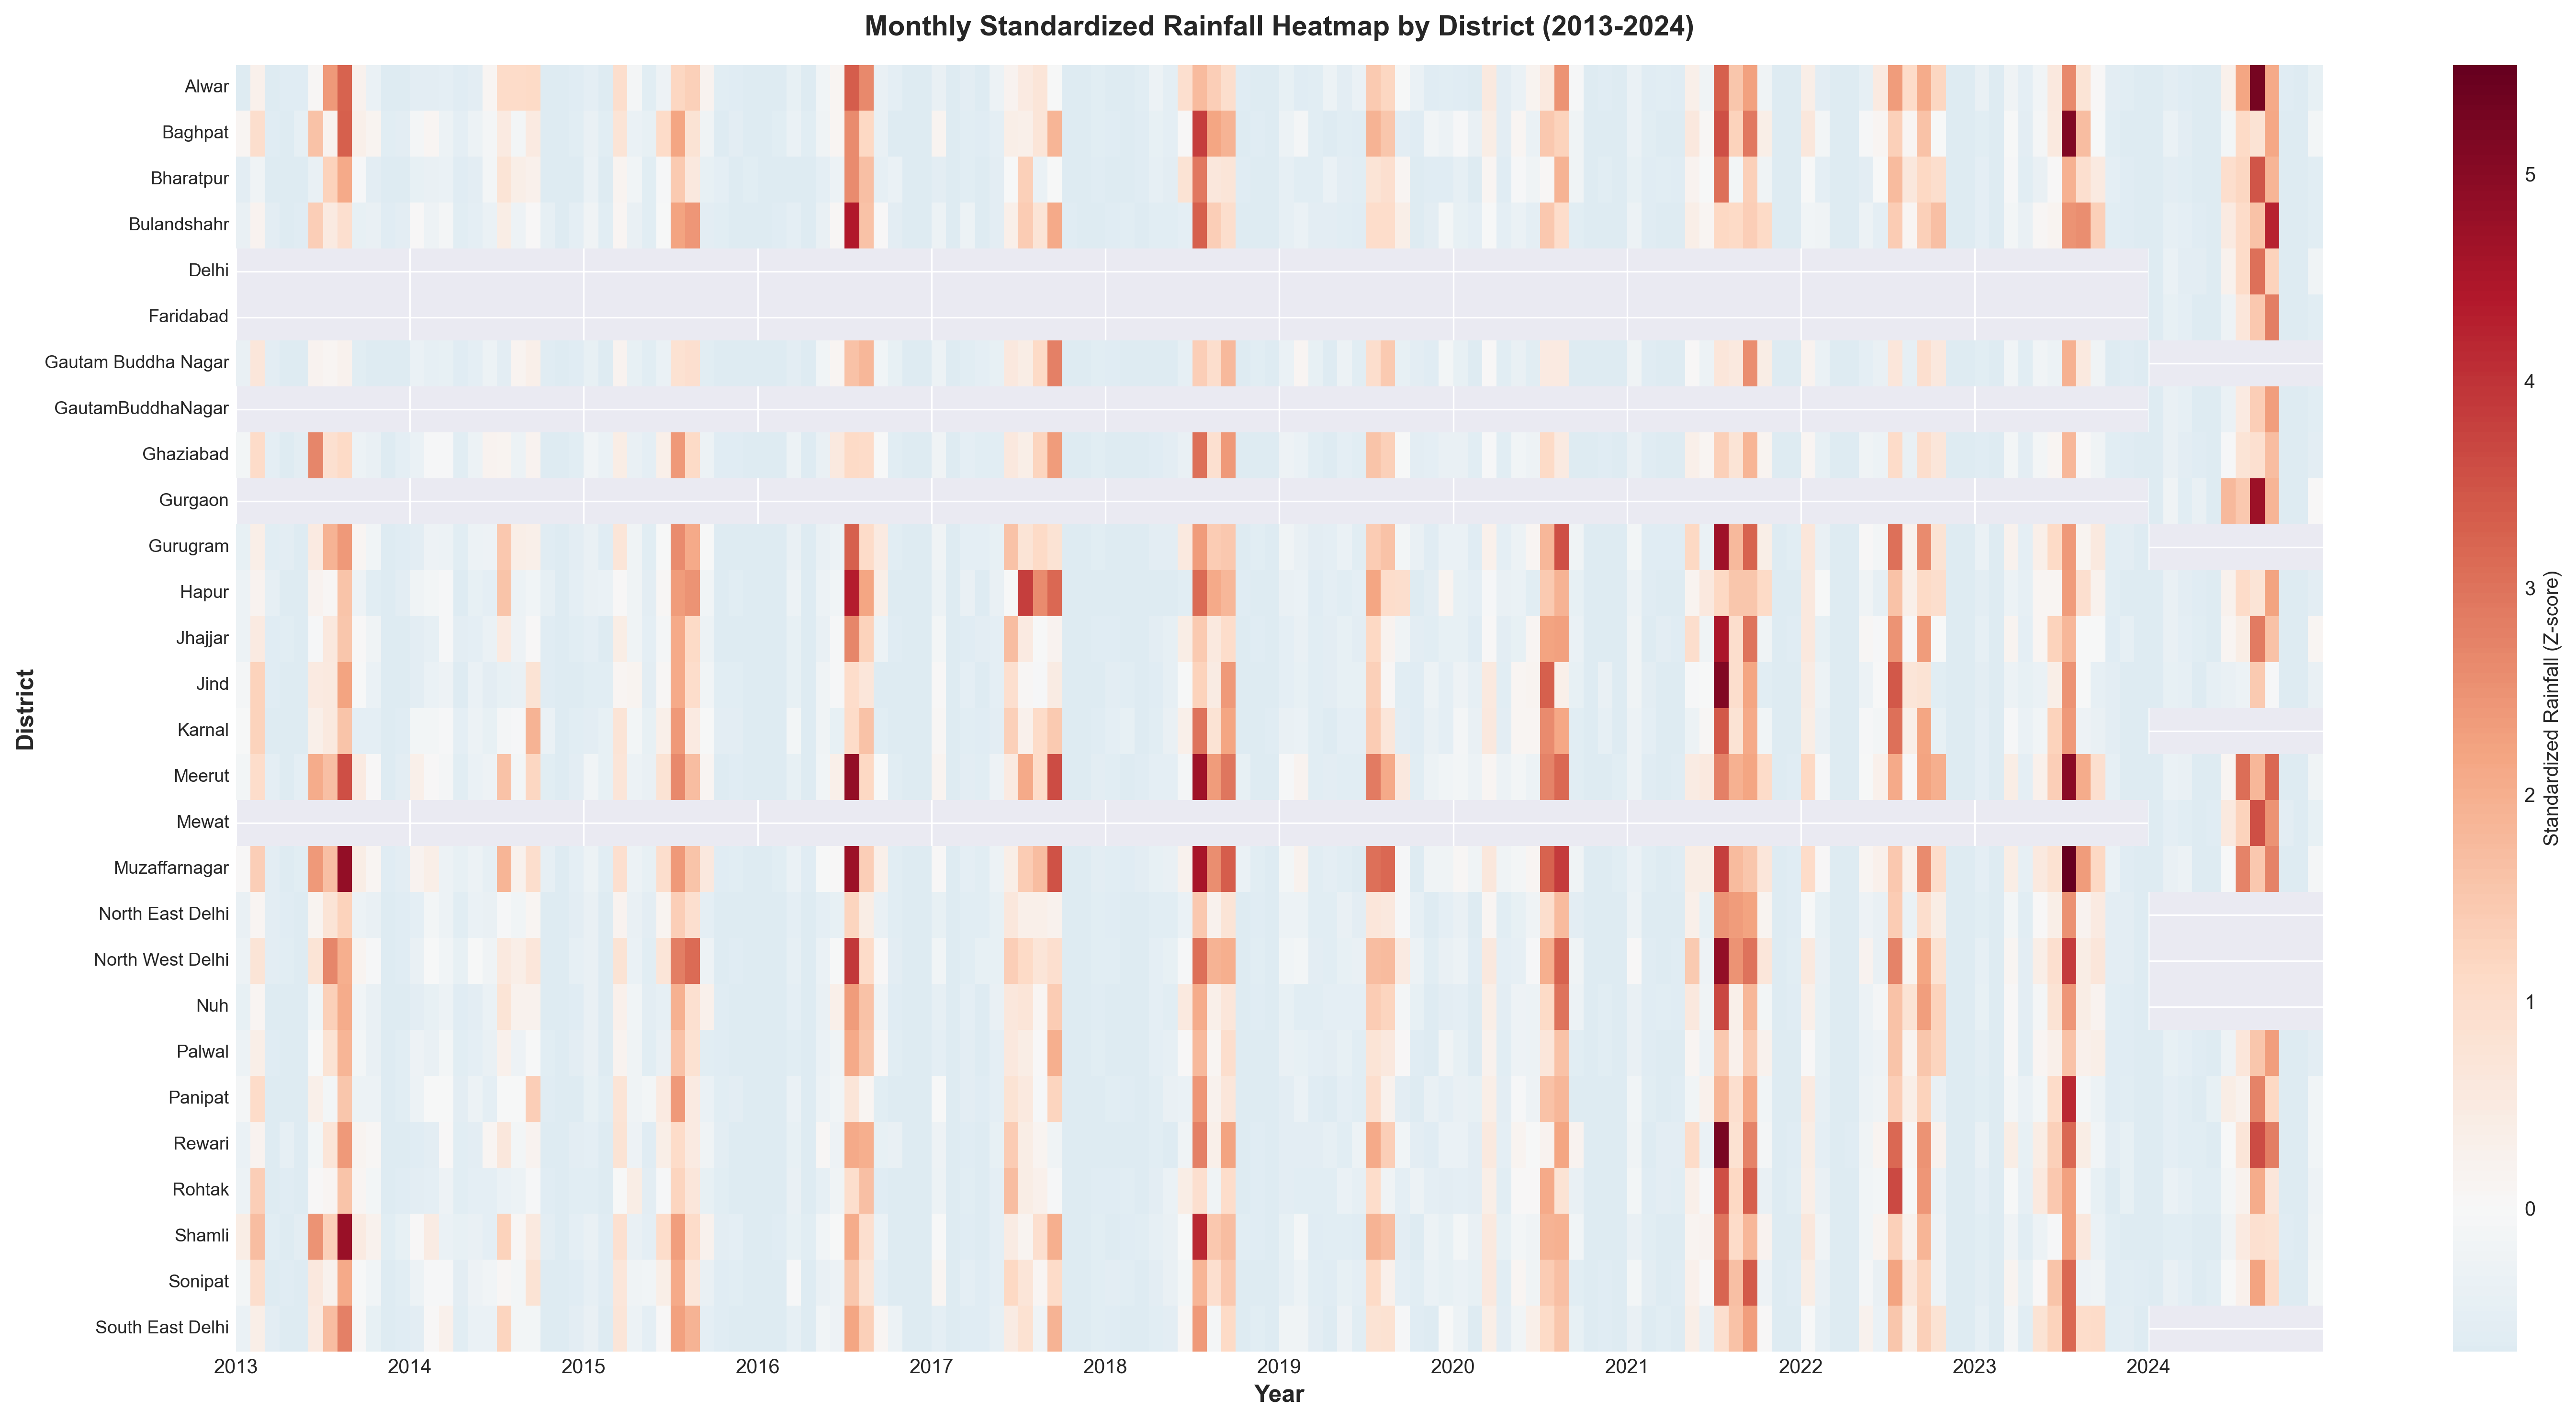 Monthly Standardized Rainfall Heatmap by District (2013-2024)
District
Alwar
Baghpat
Bharatpur
Bulandshahr
Delhi
Faridabad
Gautam Buddha Nagar
GautamBuddhaNagar
Ghaziabad
Gurgaon
Gurugram
Hapur
Jhajjar
Jind
Karnal
Meerut
Mewat
Muzaffarnagar
North East Delhi
North West Delhi
Nuh
Palwal
Panipat
Rewari
Rohtak
Shamli
Sonipat
South East Delhi
2013 2014 2015 2016 2017 2018 2019 2020 2021 2022 2023 2024
Year
5
4
3
2
1
0
Standardized Rainfall (Z-score)